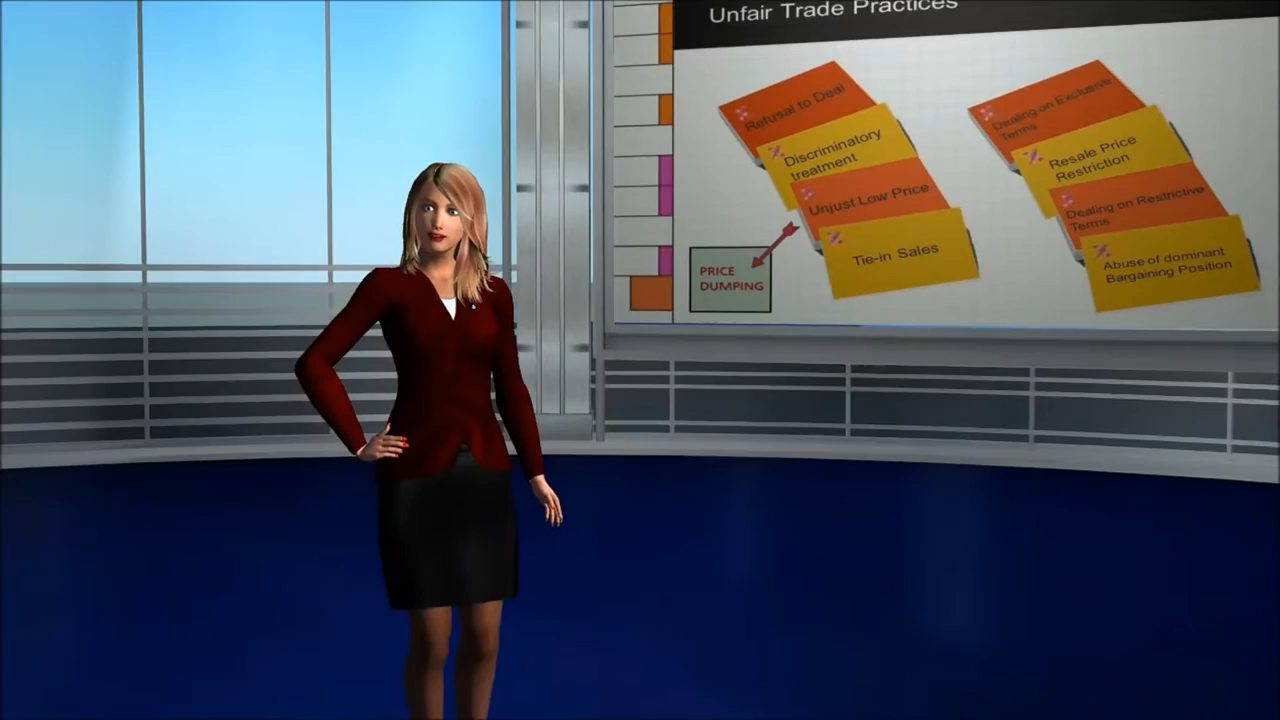 Unfair Trade Practices
Refusal to Deal
Discriminatory
treatment
Unjust Low Price
Tie-in Sales
PRICE
DUMPING
Dealing on Exclusive
Terms
Resale Price
Restriction
Dealing on Restrictive
Terms
Abuse of dominant
Bargaining Position